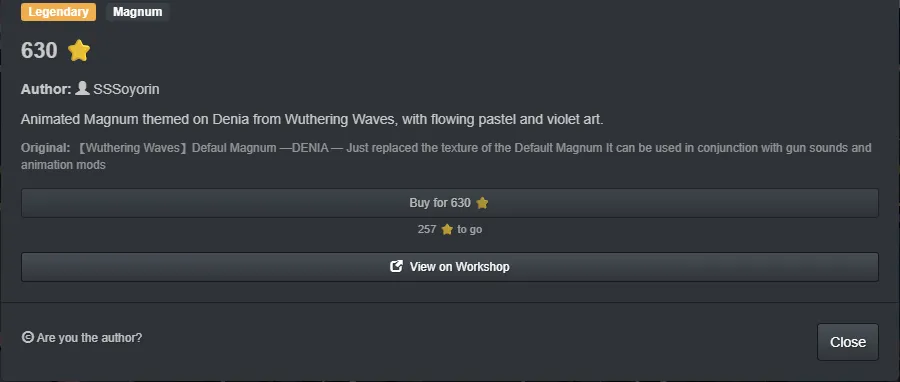 Legendary Magnum
630
Author: SSSoyorin
Animated Magnum themed on Denia from Wuthering Waves, with flowing pastel and violet art.
Original: 【Wuthering Waves】Defaul Magnum —DENIA — Just replaced the texture of the Default Magnum It can be used in conjunction with gun sounds and
animation mods
Buy for 630
257 to go
View on Workshop
© Are you the author?
Close